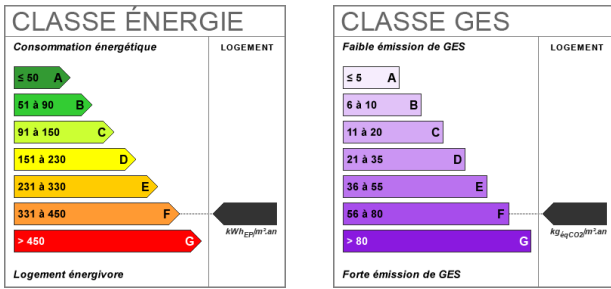 CLASSE ÉNERGIE
Consommation énergétique
LOGEMENT
≤ 50 A
51 à 90 B
91 à 150 C
151 à 230 D
231 à 330 E
331 à 450 F
kWhEP/m².an
> 450 G
Logement énergivore
CLASSE GES
Faible émission de GES
LOGEMENT
≤ 5 A
6 à 10 B
11 à 20 C
21 à 35 D
36 à 55 E
56 à 80 F
kgéqCO2/m².an
> 80 G
Forte émission de GES